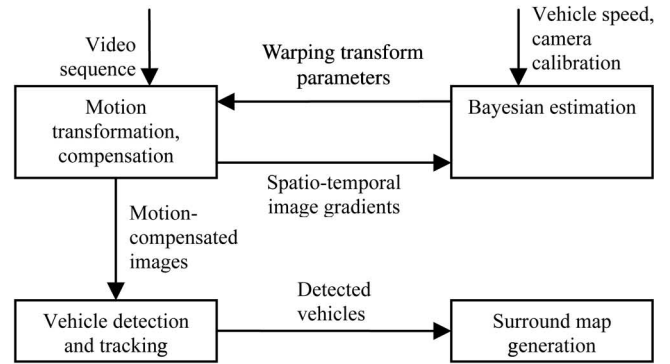 Video
sequence
Warping transform
parameters
Vehicle speed,
camera
calibration
Motion
transformation,
compensation
Bayesian estimation
Spatio-temporal
image gradients
Motion-
compensated
images
Vehicle detection
and tracking
Detected
vehicles
Surround map
generation